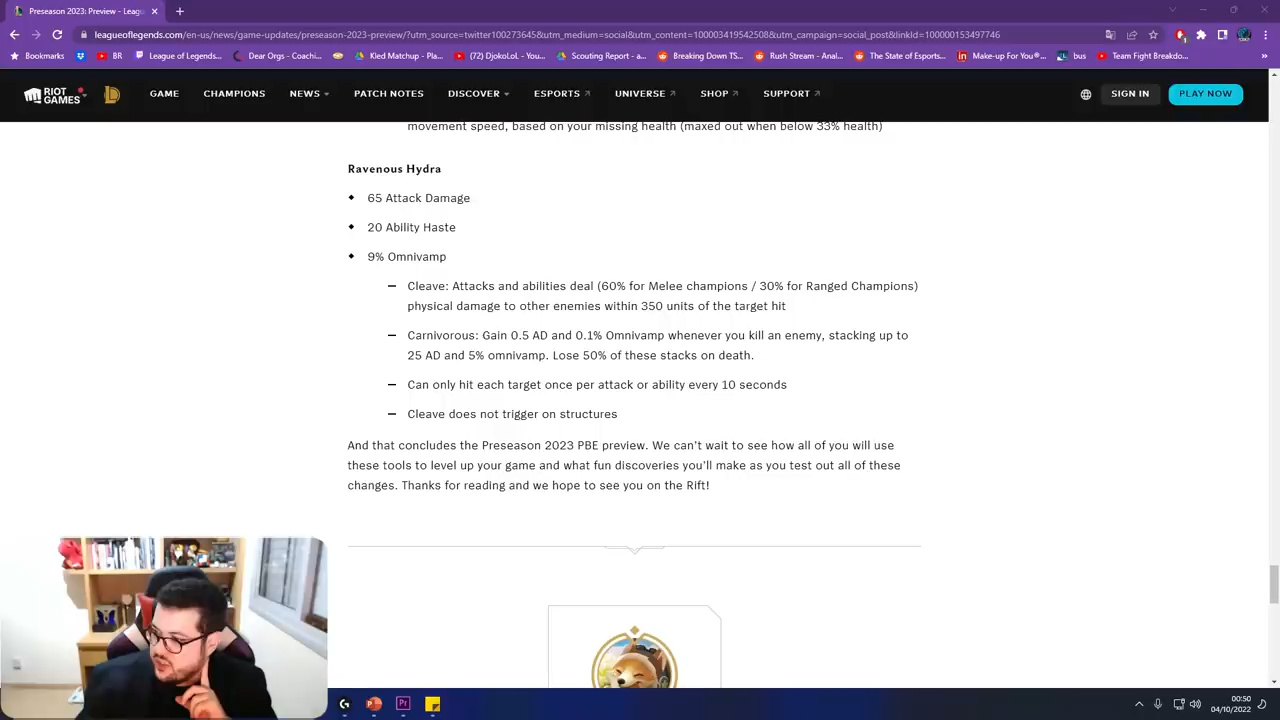 Preseason 2023: Preview - Leagu
leagueoflegends.com/en-us/news/game-updates/preseason-2023-preview/?utm_source=twitter100273645&utm_medium=social&utm_content=100003419542508&utm_campaign=social_post&linkId=100000153497746
Bookmarks
Twitch
League of Legends...
Dear Orgs - Coachi...
Kled Matchup - Pla...
(72) DjokoLoL - Yo...
Scouting Report - a...
Breaking Down TS...
Rush Stream - Anal...
The State of Esports...
Make-up For You®...
bus
Team Fight Breakdo...
RIOT
GAMES
GAME
CHAMPIONS
NEWS
PATCH NOTES
DISCOVER
ESPORTS
UNIVERSE
SHOP
SUPPORT
SIGN IN
PLAY NOW
movement speed, based on your missing health (maxed out when below 33% health)
Ravenous Hydra
65 Attack Damage
20 Ability Haste
9% Omnivamp
Cleave: Attacks and abilities deal (60% for Melee champions / 30% for Ranged Champions)
physical damage to other enemies within 350 units of the target hit
Carnivorous: Gain 0.5 AD and 0.1% Omnivamp whenever you kill an enemy, stacking up to
25 AD and 5% omnivamp. Lose 50% of these stacks on death.
Can only hit each target once per attack or ability every 10 seconds
Cleave does not trigger on structures
And that concludes the Preseason 2023 PBE preview. We can't wait to see how all of you will use
these tools to level up your game and what fun discoveries you'll make as you test out all of these
changes. Thanks for reading and we hope to see you on the Rift!
Pr
00:50
04/10/2022